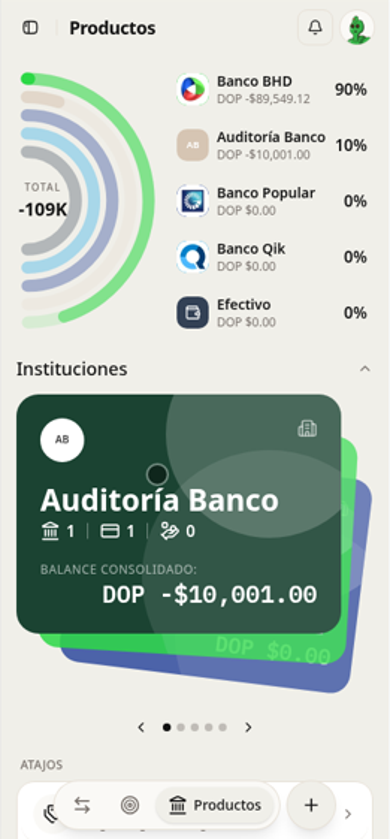 Productos
Banco BHD
DOP -$89,549.12
90%
AB
Auditoría Banco
DOP -$10,001.00
10%
TOTAL
-109K
Banco Popular
DOP $0.00
0%
Banco Qik
DOP $0.00
0%
Efectivo
DOP $0.00
0%
Instituciones
AB
Auditoría Banco
1 | 1 | 0
BALANCE CONSOLIDADO:
DOP -$10,001.00
DOP $0.00
ATAJOS
Productos